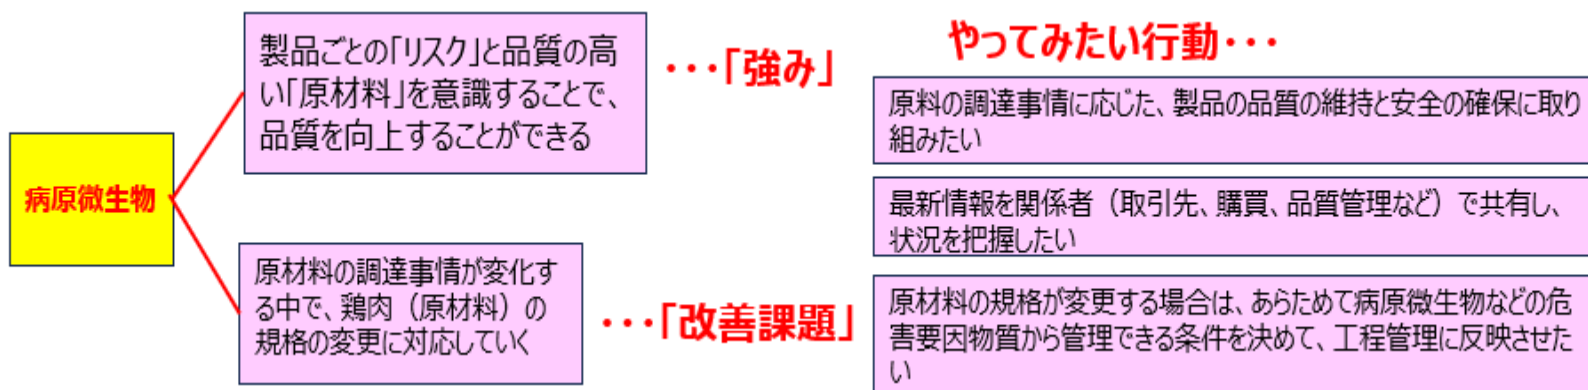 病原微生物
製品ごとの「リスク」と品質の高
い「原材料」を意識することで、
品質を向上することができる
・・・「強み」
原材料の調達事情が変化す
る中で、鶏肉（原材料）の
規格の変更に対応していく
・・・「改善課題」
やってみたい行動・・・
原料の調達事情に応じた、製品の品質の維持と安全の確保に取り
組みたい
最新情報を関係者（取引先、購買、品質管理など）で共有し、
状況を把握したい
原材料の規格が変更する場合は、あらためて病原微生物などの危
害要因物質から管理できる条件を決めて、工程管理に反映させた
い